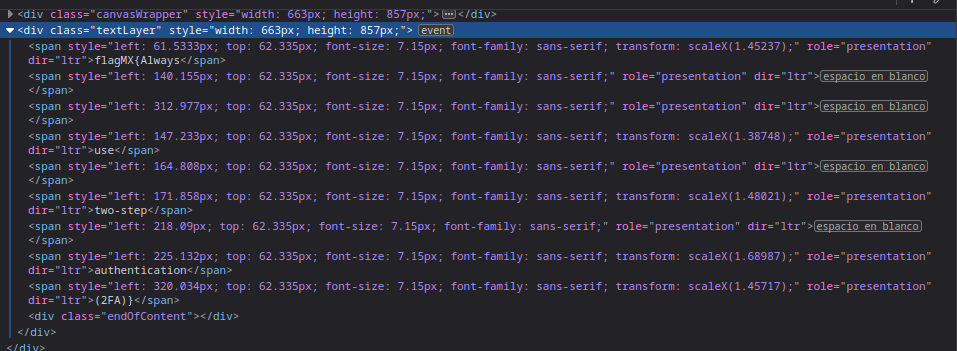 <div class="canvasWrapper" style="width: 663px; height: 857px;"> ••• </div>
<div class="textLayer" style="width: 663px; height: 857px;"> event
<span style="left: 61.5333px; top: 62.335px; font-size: 7.15px; font-family: sans-serif; transform: scaleX(1.45237);" role="presentation"
dir="ltr">flagMX{Always</span>
<span style="left: 140.155px; top: 62.335px; font-size: 7.15px; font-family: sans-serif;" role="presentation" dir="ltr"> espacio en blanco
</span>
<span style="left: 312.977px; top: 62.335px; font-size: 7.15px; font-family: sans-serif;" role="presentation" dir="ltr"> espacio en blanco
</span>
<span style="left: 147.233px; top: 62.335px; font-size: 7.15px; font-family: sans-serif; transform: scaleX(1.38748);" role="presentation"
dir="ltr">use</span>
<span style="left: 164.808px; top: 62.335px; font-size: 7.15px; font-family: sans-serif;" role="presentation" dir="ltr"> espacio en blanco
</span>
<span style="left: 171.858px; top: 62.335px; font-size: 7.15px; font-family: sans-serif; transform: scaleX(1.48021);" role="presentation"
dir="ltr">two-step</span>
<span style="left: 218.09px; top: 62.335px; font-size: 7.15px; font-family: sans-serif;" role="presentation" dir="ltr"> espacio en blanco
</span>
<span style="left: 225.132px; top: 62.335px; font-size: 7.15px; font-family: sans-serif; transform: scaleX(1.68987);" role="presentation"
dir="ltr">authentication</span>
<span style="left: 320.034px; top: 62.335px; font-size: 7.15px; font-family: sans-serif; transform: scaleX(1.45717);" role="presentation"
dir="ltr">(2FA)}</span>
<div class="endOfContent"></div>
</div>
</div>